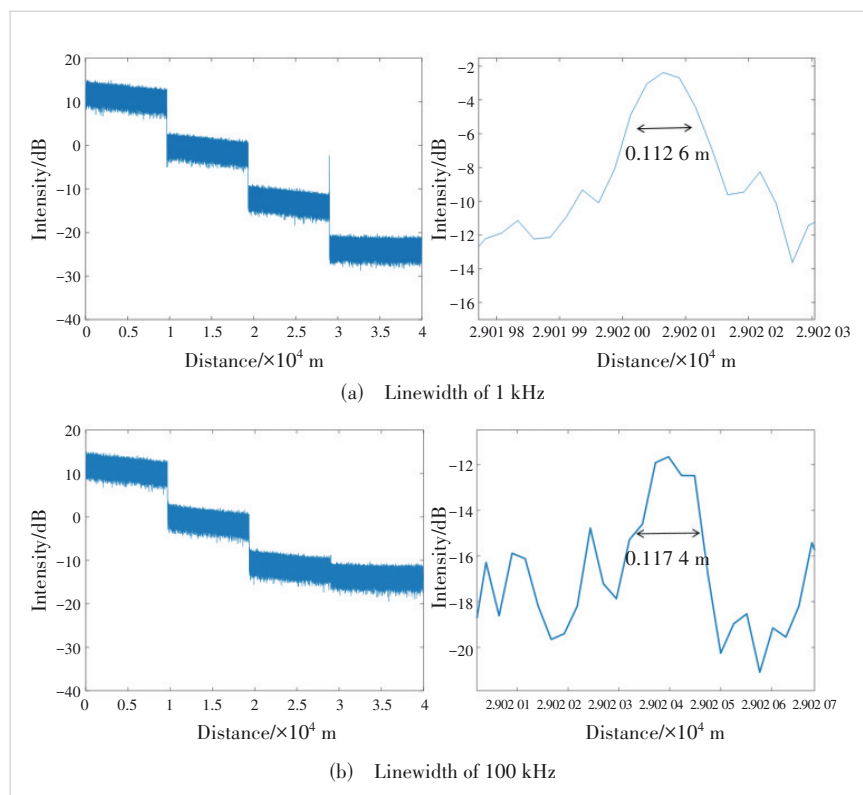 20
10
0
−10
−20
−30
−40
Intensity/dB
0 0.5 1 1.5 2 2.5 3 3.5 4
Distance/×10⁴ m
−2
−4
−6
−8
−10
−12
−14
−16
Intensity/dB
0.112 6 m
2.901 98 2.901 99 2.902 00 2.902 01 2.902 02 2.902 03
Distance/×10⁴ m
(a) Linewidth of 1 kHz
20
10
0
−10
−20
−30
−40
Intensity/dB
0 0.5 1 1.5 2 2.5 3 3.5 4
Distance/×10⁴ m
−12
−14
−16
−18
−20
Intensity/dB
0.117 4 m
2.902 01 2.902 02 2.902 03 2.902 04 2.902 05 2.902 06 2.902 07
Distance/×10⁴ m
(b) Linewidth of 100 kHz